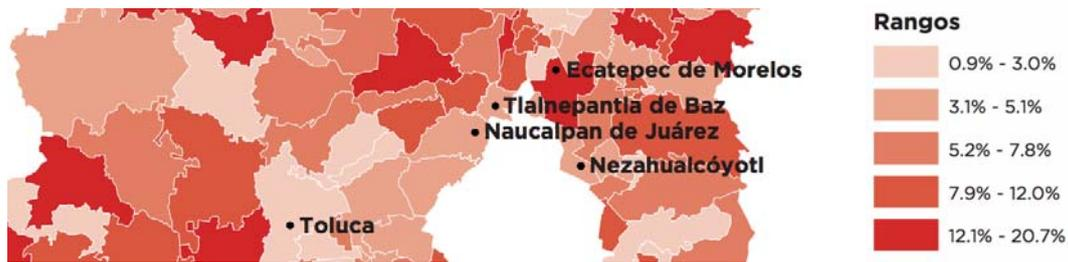 Rangos
0.9% - 3.0%
3.1% - 5.1%
5.2% - 7.8%
7.9% - 12.0%
12.1% - 20.7%
Ecatepec de Morelos
Tlalnepantla de Baz
Naucalpan de Juárez
Nezahualcóyotl
Toluca